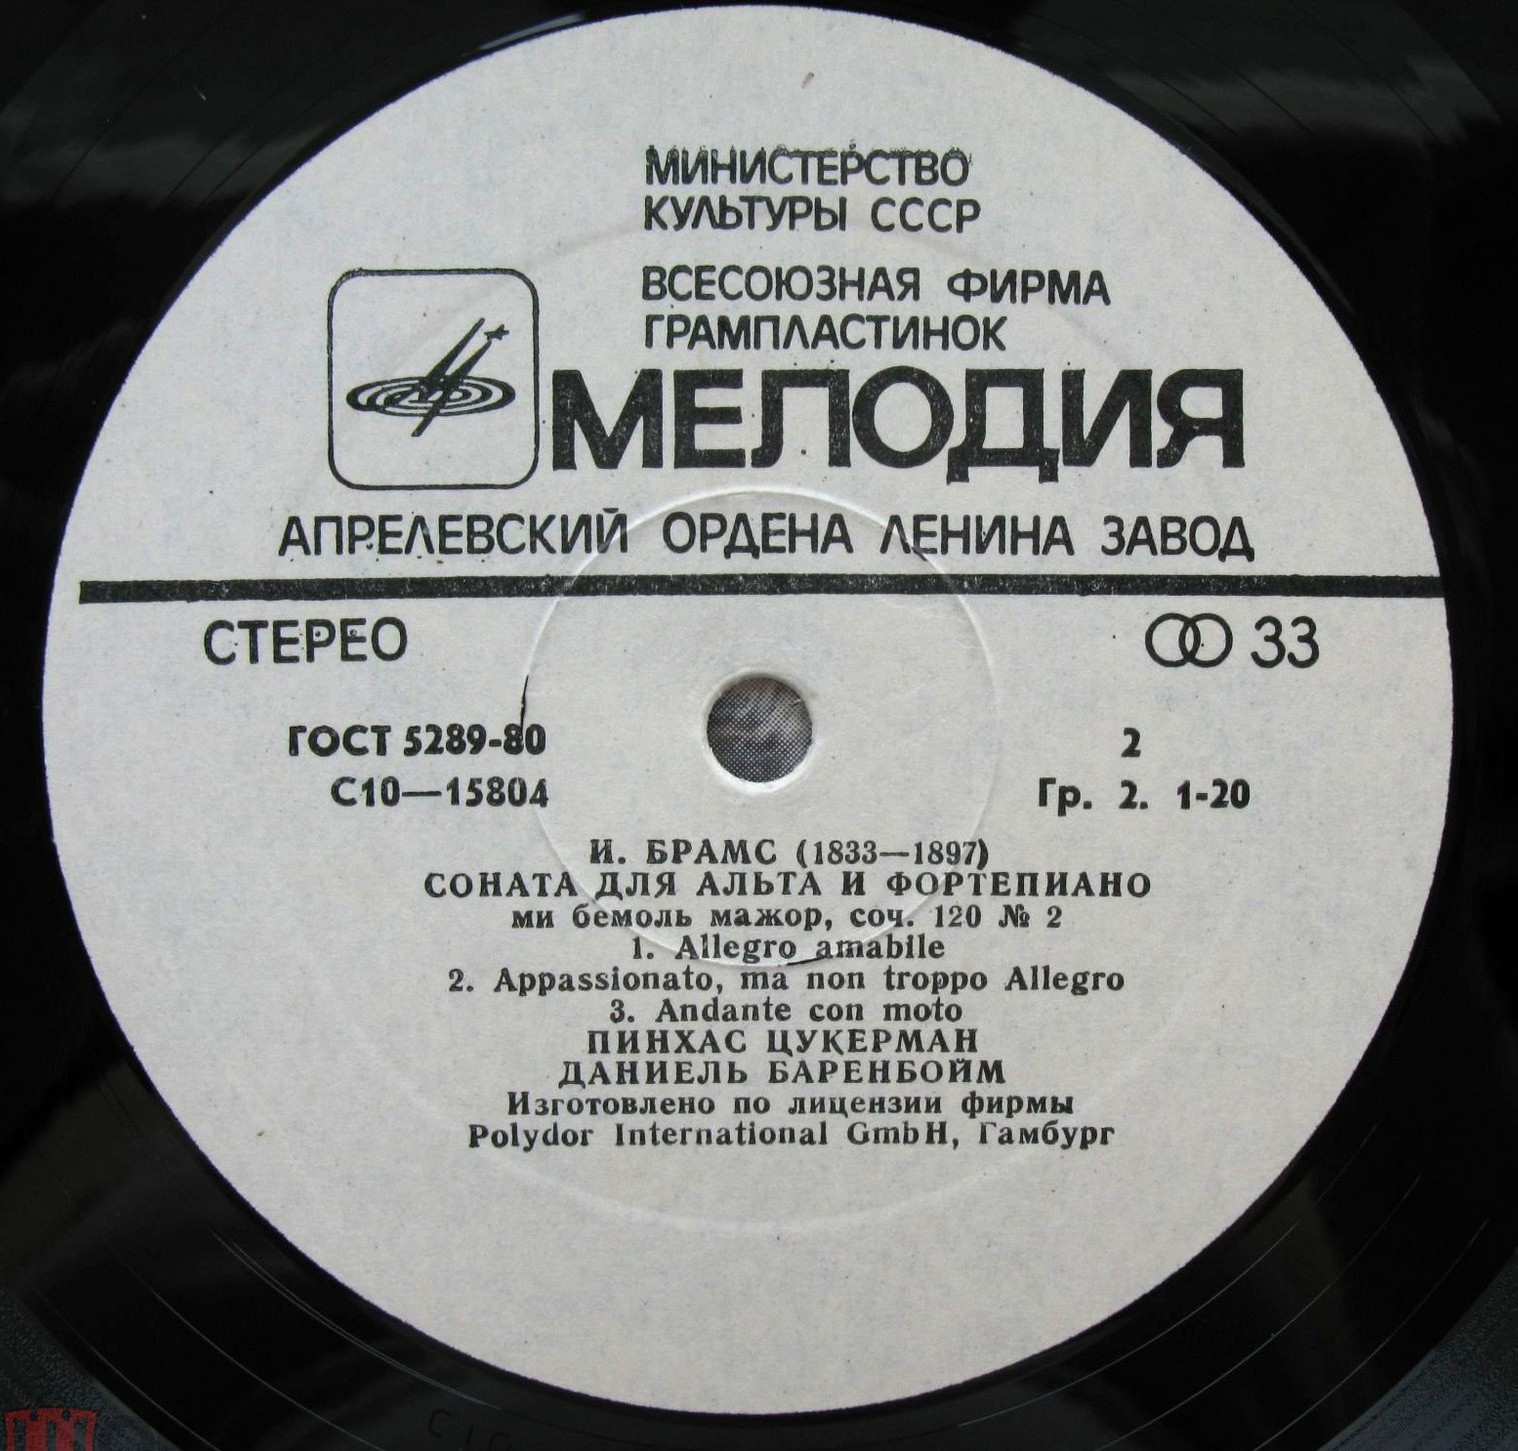 МИНИСТЕРСТВО
КУЛЬТУРЫ СССР
ВСЕСОЮЗНАЯ ФИРМА
ГРАМПЛАСТИНОК
МЕЛОДИЯ
АПРЕЛЕВСКИЙ ОРДЕНА ЛЕНИНА ЗАВОД
СТЕРЕО 33
ГОСТ 5289-80 2
С10—15804 Гр. 2. 1-20
И. БРАМС (1833—1897)
СОНАТА ДЛЯ АЛЬТА И ФОРТЕПИАНО
ми бемоль мажор, соч. 120 № 2
1. Allegro amabile
2. Appassionato, ma non troppo Allegro
3. Andante con moto
ПИНХАС ЦУКЕРМАН
ДАНИЕЛЬ БАРЕНБОЙМ
Изготовлено по лицензии фирмы
Polydor International GmbH, Гамбург